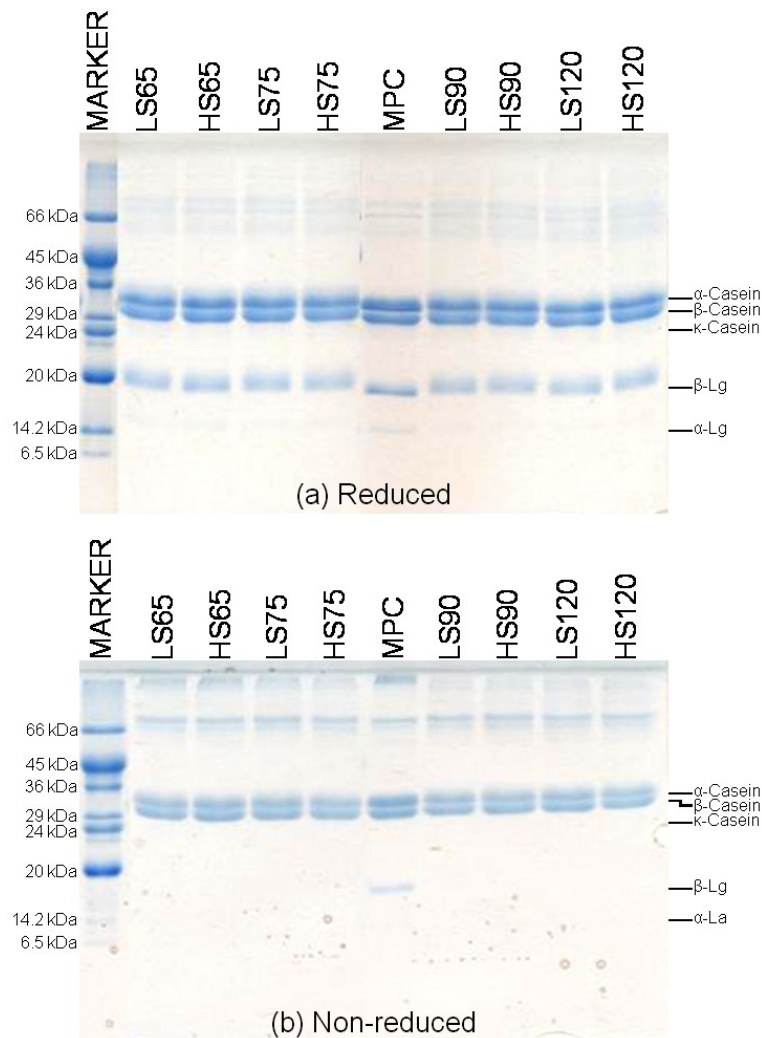 MARKER LS65 HS65 LS75 HS75 MPC LS90 HS90 LS120 HS120
66 kDa
45 kDa
36 kDa
29 kDa
24 kDa
20 kDa
14.2 kDa
6.5 kDa
α-Casein
β-Casein
κ-Casein
β-Lg
α-Lg
(a) Reduced
MARKER LS65 HS65 LS75 HS75 MPC LS90 HS90 LS120 HS120
66 kDa
45 kDa
36 kDa
29 kDa
24 kDa
20 kDa
14.2 kDa
6.5 kDa
α-Casein
β-Casein
κ-Casein
β-Lg
α-La
(b) Non-reduced